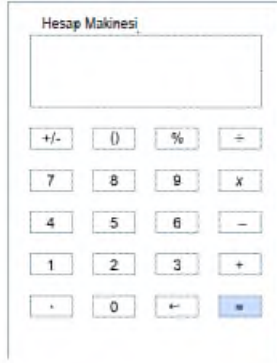 Hesap Makinesi
+/- () % ÷
7 8 9 x
4 5 6 –
1 2 3 +
. 0 ← =